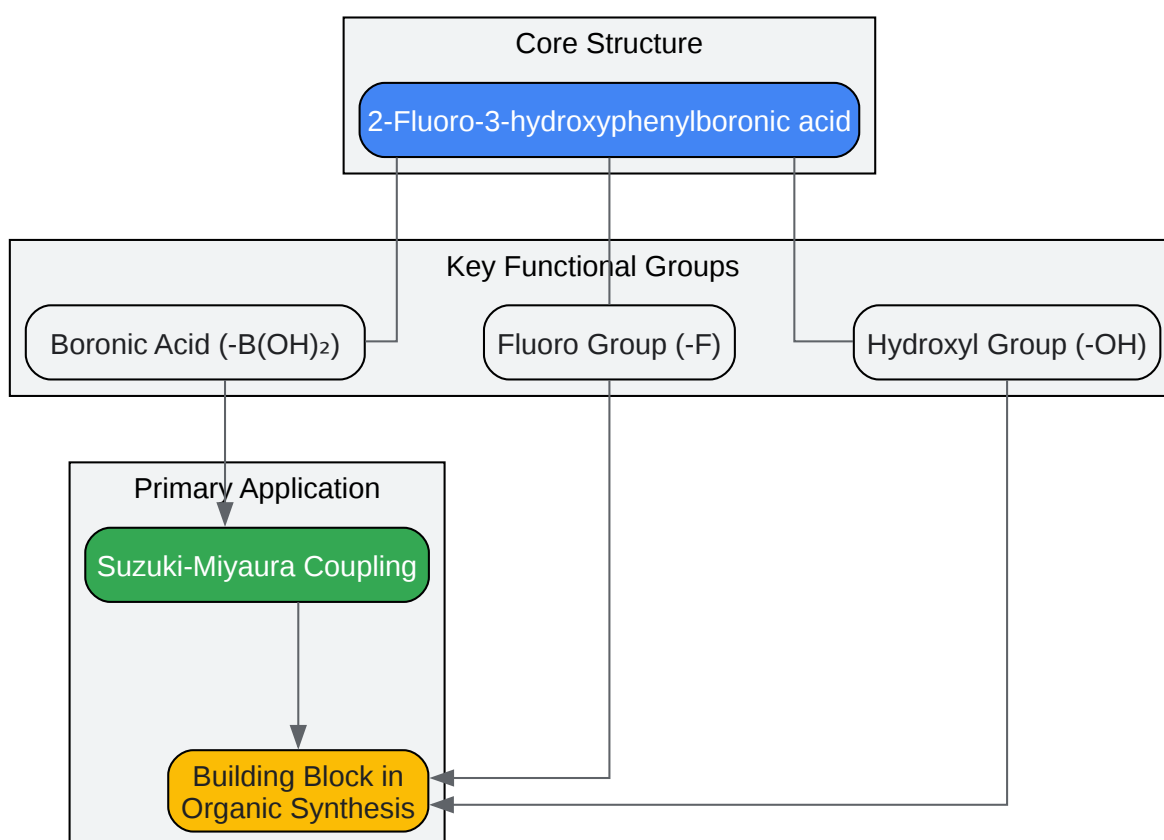 Core Structure
2-Fluoro-3-hydroxyphenylboronic acid
Key Functional Groups
Boronic Acid (-B(OH)₂)
Fluoro Group (-F)
Hydroxyl Group (-OH)
Primary Application
Suzuki-Miyaura Coupling
Building Block in
Organic Synthesis